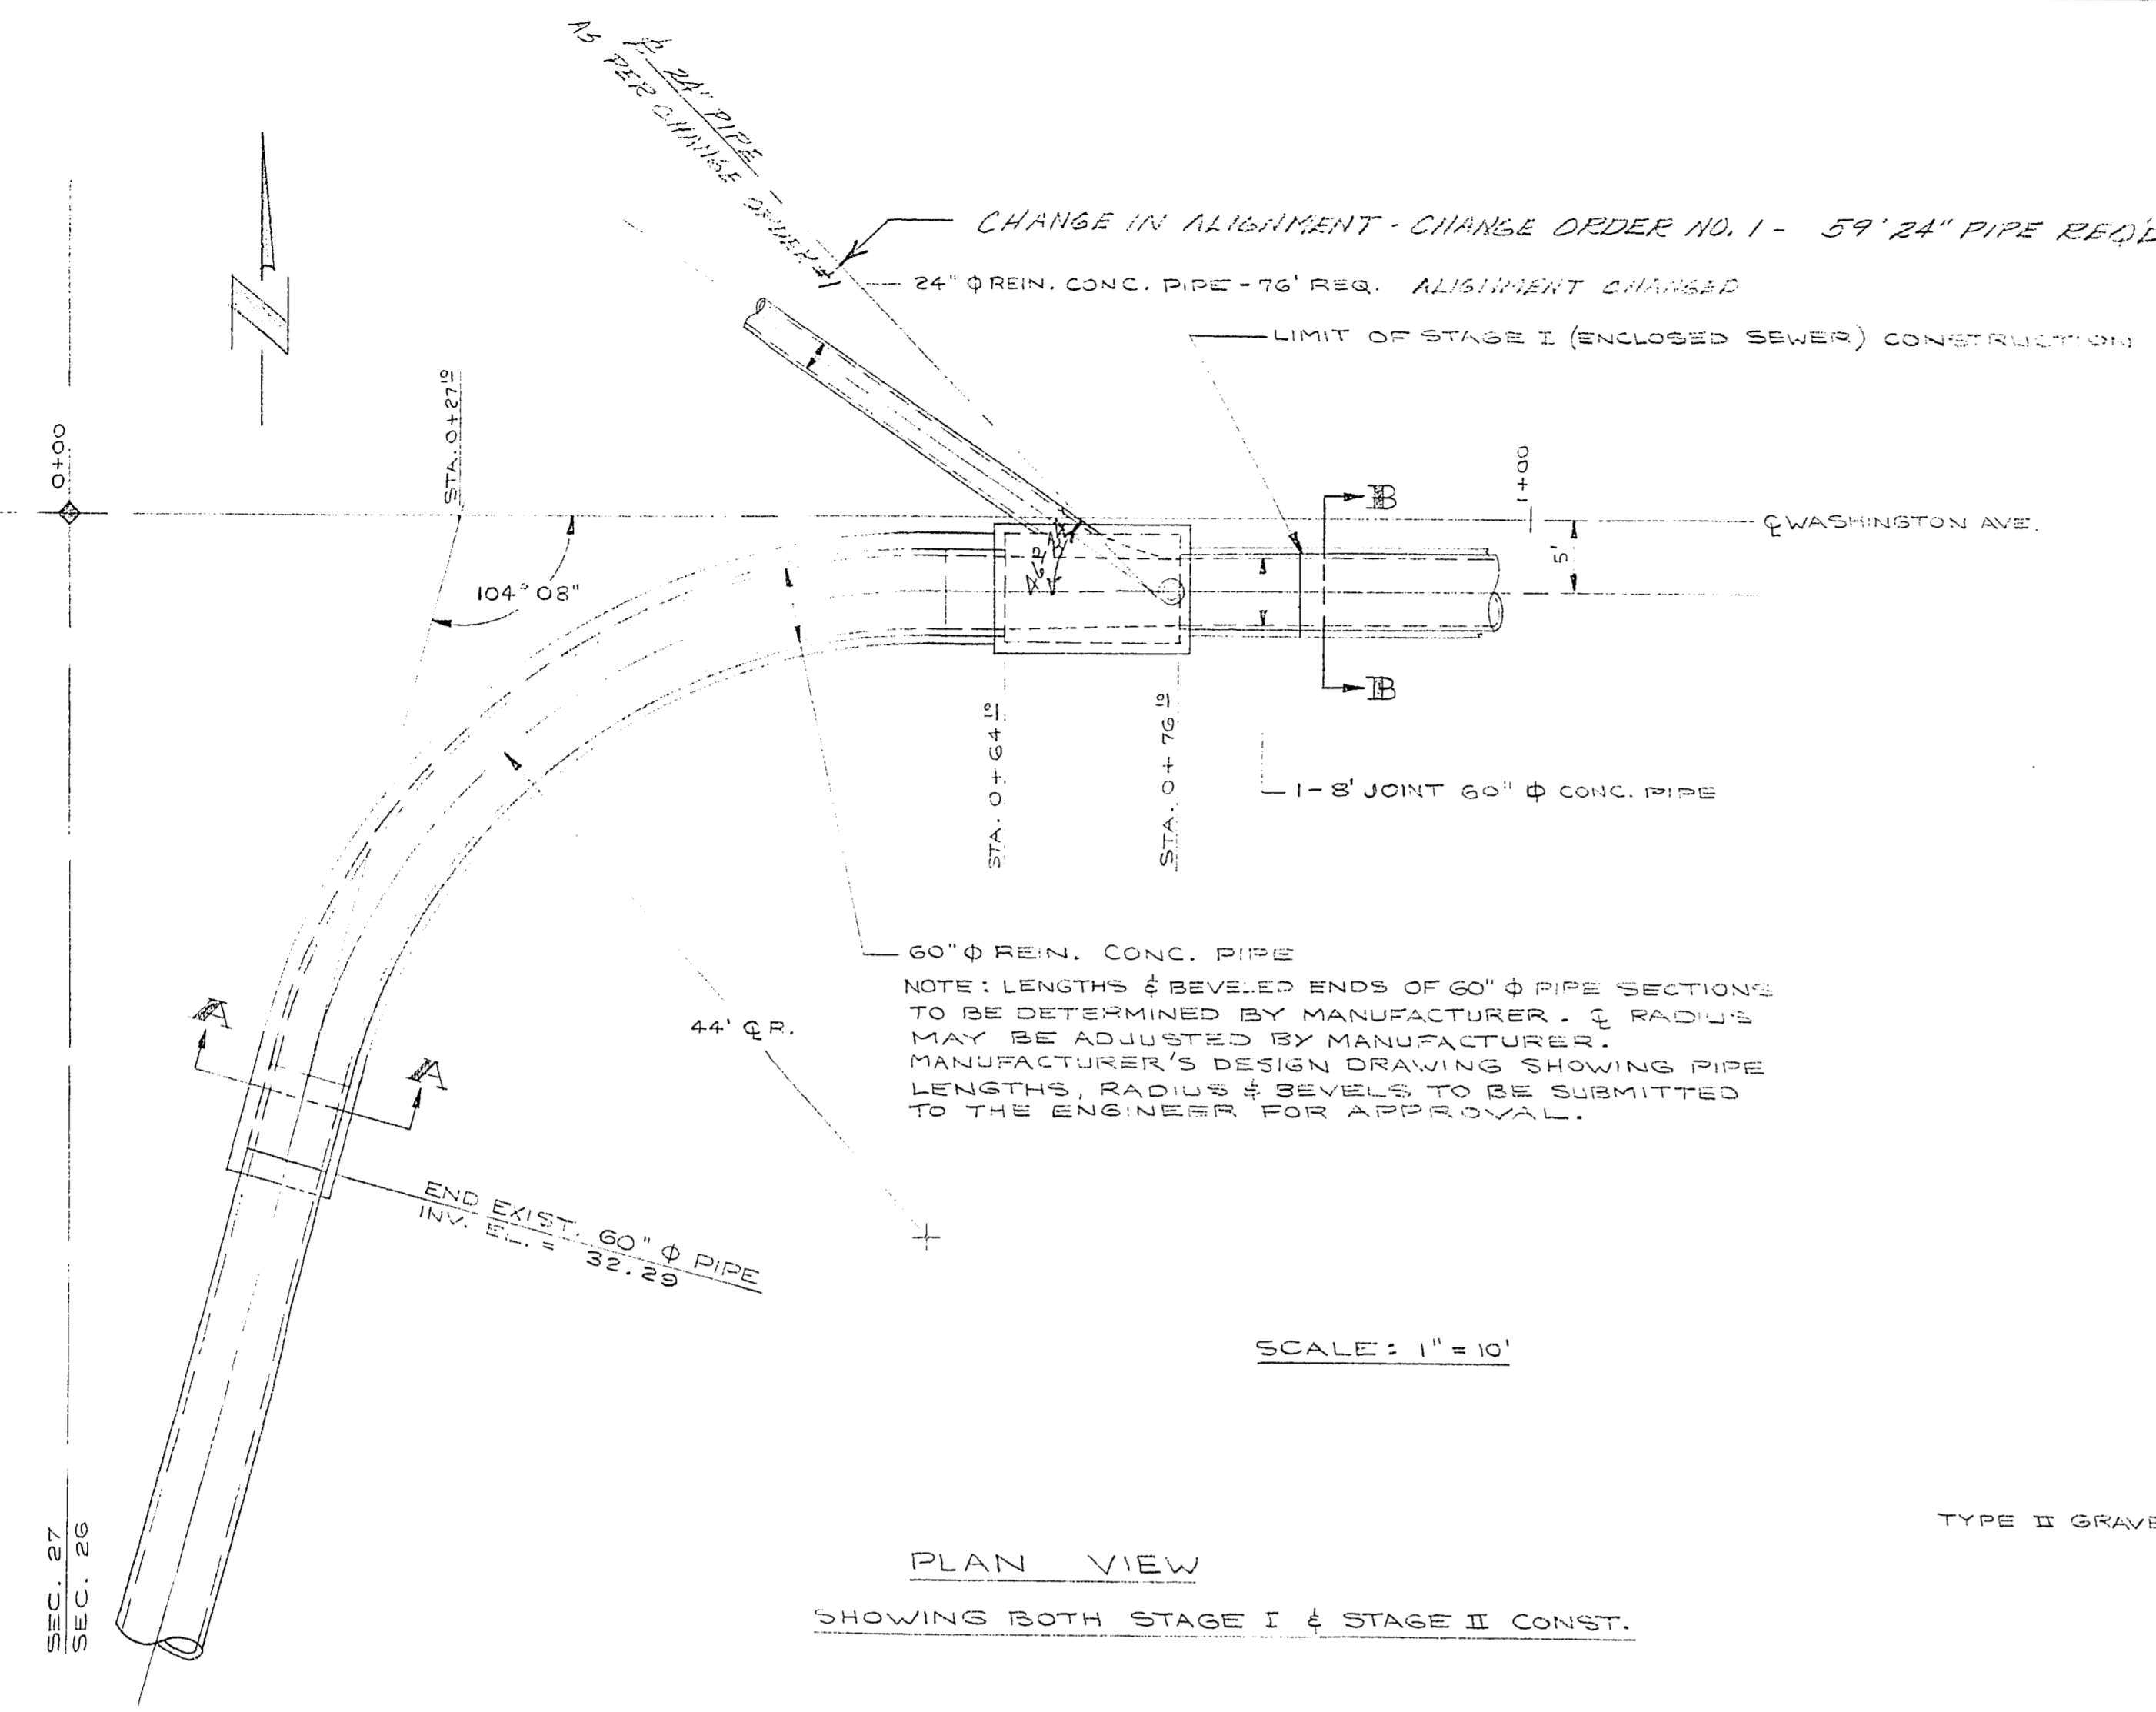 ℄ 24" PIPE
AS PER CHANGE ORDER #1
CHANGE IN ALIGNMENT - CHANGE ORDER NO. 1 - 59' 24" PIPE REQ'D
24" Φ REIN. CONC. PIPE - 76' REQ. ALIGNMENT CHANGED
LIMIT OF STAGE I (ENCLOSED SEWER) CONSTRUCTION
N
0+00
STA. 0+27 10
1+00
B
℄ WASHINGTON AVE.
5'
104° 08"
B
STA. 0+64 10
STA. 0+76 10
1-8' JOINT 60" Φ CONC. PIPE
60" Φ REIN. CONC. PIPE
NOTE: LENGTHS & BEVELED ENDS OF 60" Φ PIPE SECTIONS
TO BE DETERMINED BY MANUFACTURER. ℄ RADIUS
MAY BE ADJUSTED BY MANUFACTURER.
MANUFACTURER'S DESIGN DRAWING SHOWING PIPE
LENGTHS, RADIUS & BEVELS TO BE SUBMITTED
TO THE ENGINEER FOR APPROVAL.
44' ℄ R.
A
A
END EXIST. 60" Φ PIPE
INV. EL. = 32.29
SCALE: 1" = 10'
TYPE II GRAVE
SEC. 27
SEC. 26
PLAN VIEW
SHOWING BOTH STAGE I & STAGE II CONST.